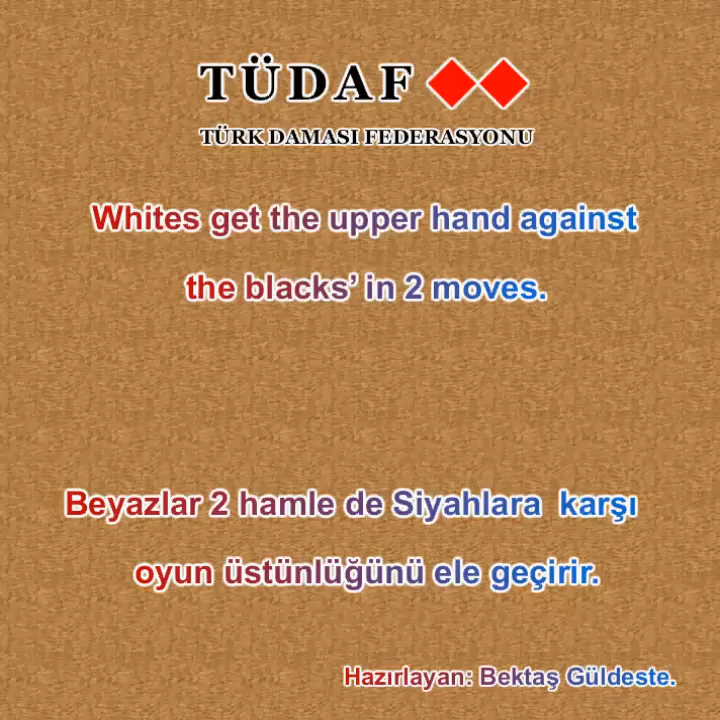 TÜDAF
TÜRK DAMASI FEDERASYONU
Whites get the upper hand against
the blacks’ in 2 moves.
Beyazlar 2 hamle de Siyahlara karşı
oyun üstünlüğünü ele geçirir.
Hazırlayan: Bektaş Güldeste.